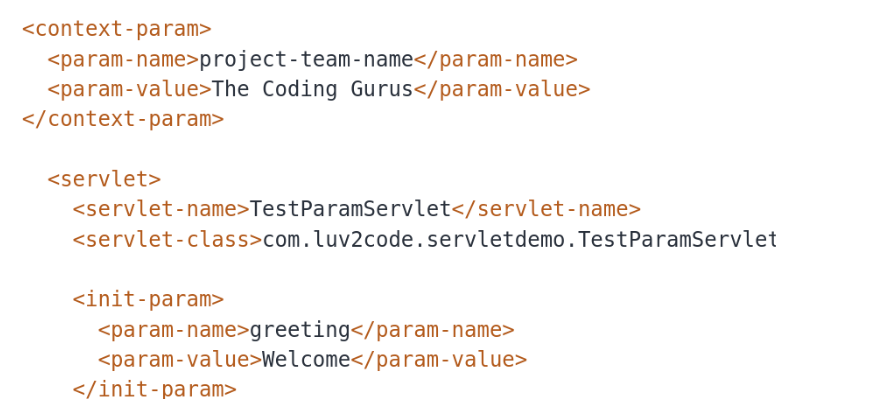 <context-param>
  <param-name>project-team-name</param-name>
  <param-value>The Coding Gurus</param-value>
</context-param>

  <servlet>
    <servlet-name>TestParamServlet</servlet-name>
    <servlet-class>com.luv2code.servletdemo.TestParamServlet

    <init-param>
      <param-name>greeting</param-name>
      <param-value>Welcome</param-value>
    </init-param>